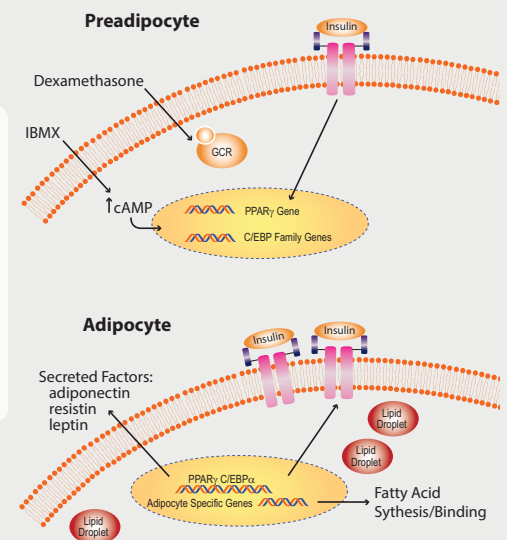 Preadipocyte
Insulin
Dexamethasone
IBMX
GCR
↑cAMP
PPARγ Gene
C/EBP Family Genes
Adipocyte
Insulin
Insulin
Secreted Factors:
adiponectin
resistin
leptin
Lipid
Droplet
Lipid
Droplet
PPARγ C/EBPα
Adipocyte Specific Genes
Fatty Acid
Sythesis/Binding
Lipid
Droplet